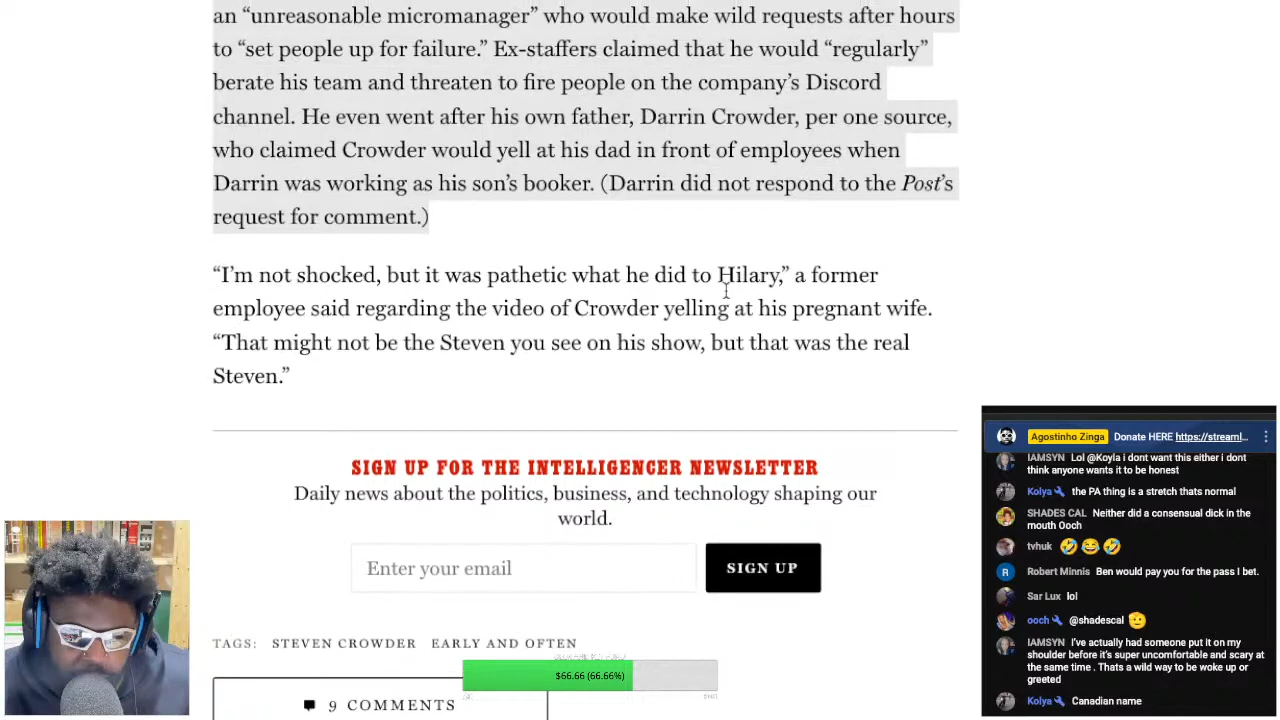 an “unreasonable micromanager” who would make wild requests after hours
to “set people up for failure.” Ex-staffers claimed that he would “regularly”
berate his team and threaten to fire people on the company’s Discord
channel. He even went after his own father, Darrin Crowder, per one source,
who claimed Crowder would yell at his dad in front of employees when
Darrin was working as his son’s booker. (Darrin did not respond to the Post’s
request for comment.)
“I’m not shocked, but it was pathetic what he did to Hilary,” a former
employee said regarding the video of Crowder yelling at his pregnant wife.
“That might not be the Steven you see on his show, but that was the real
Steven.”
SIGN UP FOR THE INTELLIGENCER NEWSLETTER
Daily news about the politics, business, and technology shaping our
world.
Enter your email
SIGN UP
TAGS: STEVEN CROWDER EARLY AND OFTEN
$66.66 (66.66%)
9 COMMENTS
Agostinho Zinga Donate HERE https://streaml...
IAMSYN Lol @Koyla i dont want this either i dont
think anyone wants it to be honest
Kolya the PA thing is a stretch thats normal
SHADES CAL Neither did a consensual dick in the
mouth Ooch
tvhuk 🤣😂🤣
R Robert Minnis Ben would pay you for the pass I bet.
Sar Lux lol
ooch @shadescal 🫡
IAMSYN I’ve actually had someone put it on my
shoulder before it’s super uncomfortable and scary at
the same time . Thats a wild way to be woke up or
greeted
Kolya Canadian name